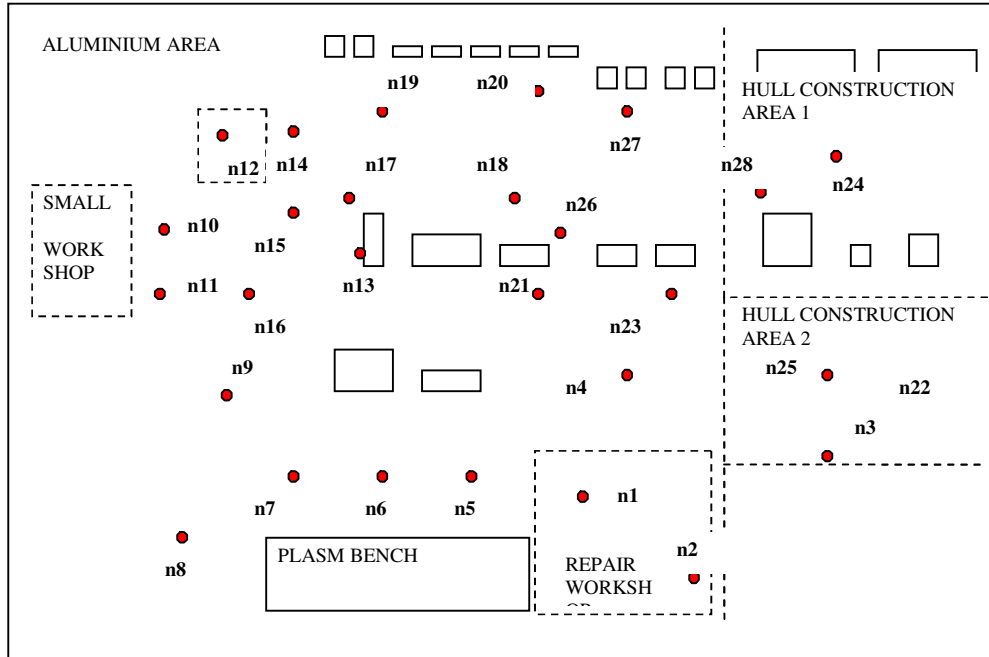 ALUMINIUM AREA
n19
n20
HULL CONSTRUCTION
AREA 1
n27
n12
n14
n17
n18
n28
n24
SMALL
WORK
SHOP
n10
n15
n26
n11
n13
n21
n16
n23
HULL CONSTRUCTION
AREA 2
n9
n4
n25
n22
n3
n7
n6
n5
n1
n8
PLASM BENCH
n2
REPAIR
WORKSH